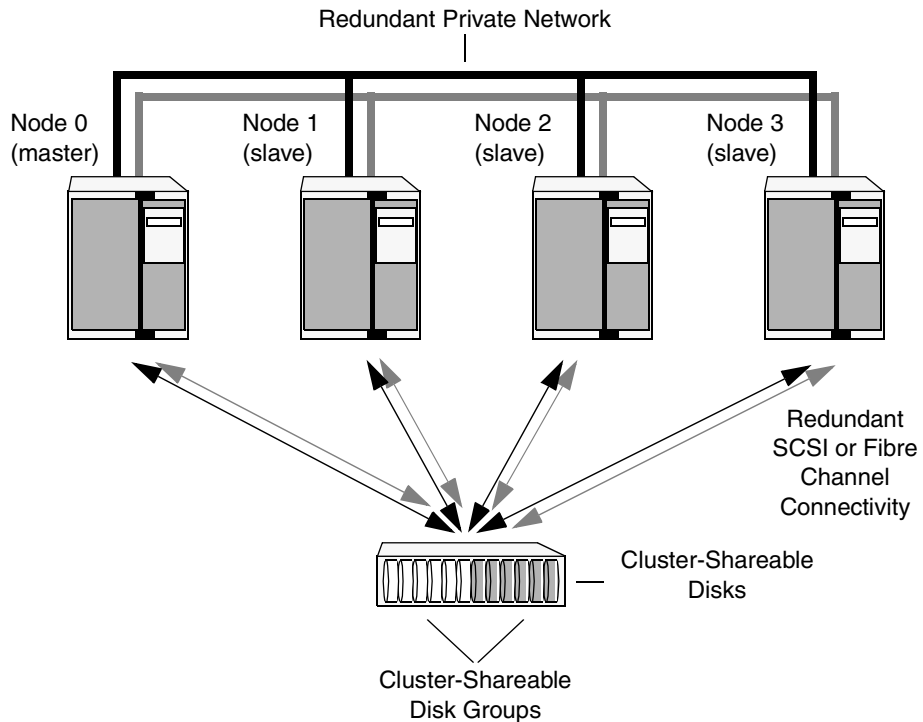 Redundant Private Network
Node 0
(master)
Node 1
(slave)
Node 2
(slave)
Node 3
(slave)
Redundant
SCSI or Fibre
Channel
Connectivity
Cluster-Shareable
Disks
Cluster-Shareable
Disk Groups